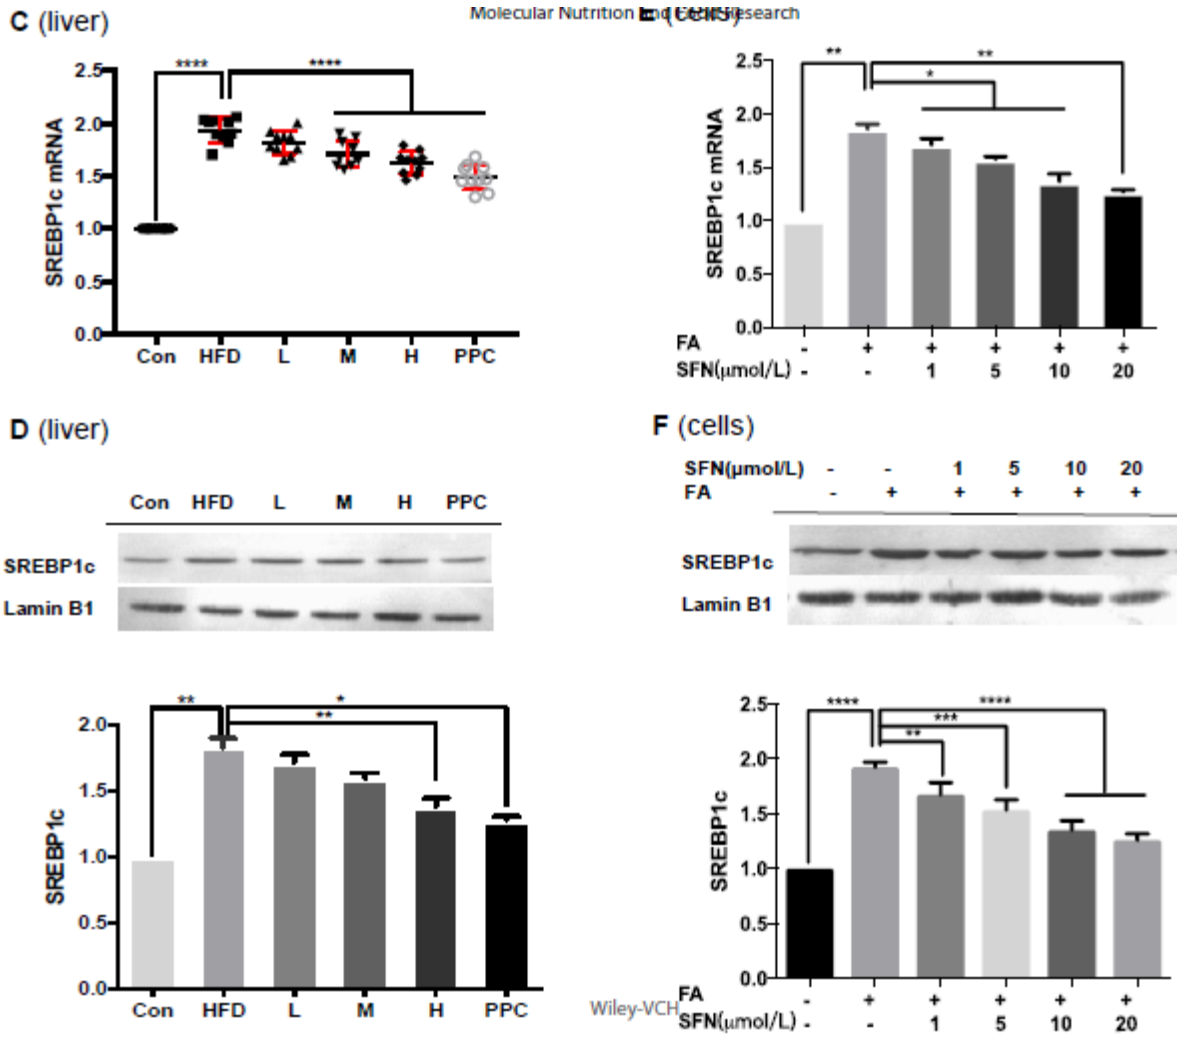 Molecular Nutrition and Food Research
C (liver)
E (cells)
**** ****
SREBP1c mRNA
2.5
2.0
1.5
1.0
0.5
0.0
Con HFD L M H PPC
** **
*
SREBP1c mRNA
2.5
2.0
1.5
1.0
0.5
0.0
FA - + + + + +
SFN(μmol/L) - - 1 5 10 20
D (liver)
Con HFD L M H PPC
SREBP1c
Lamin B1
** *
**
SREBP1c
2.0
1.5
1.0
0.5
0.0
Con HFD L M H PPC
F (cells)
SFN(μmol/L) - - 1 5 10 20
FA - + + + + +
SREBP1c
Lamin B1
**** ****
***
**
SREBP1c
2.5
2.0
1.5
1.0
0.5
0.0
FA - + + + + +
SFN(μmol/L) - - 1 5 10 20
Wiley-VCH